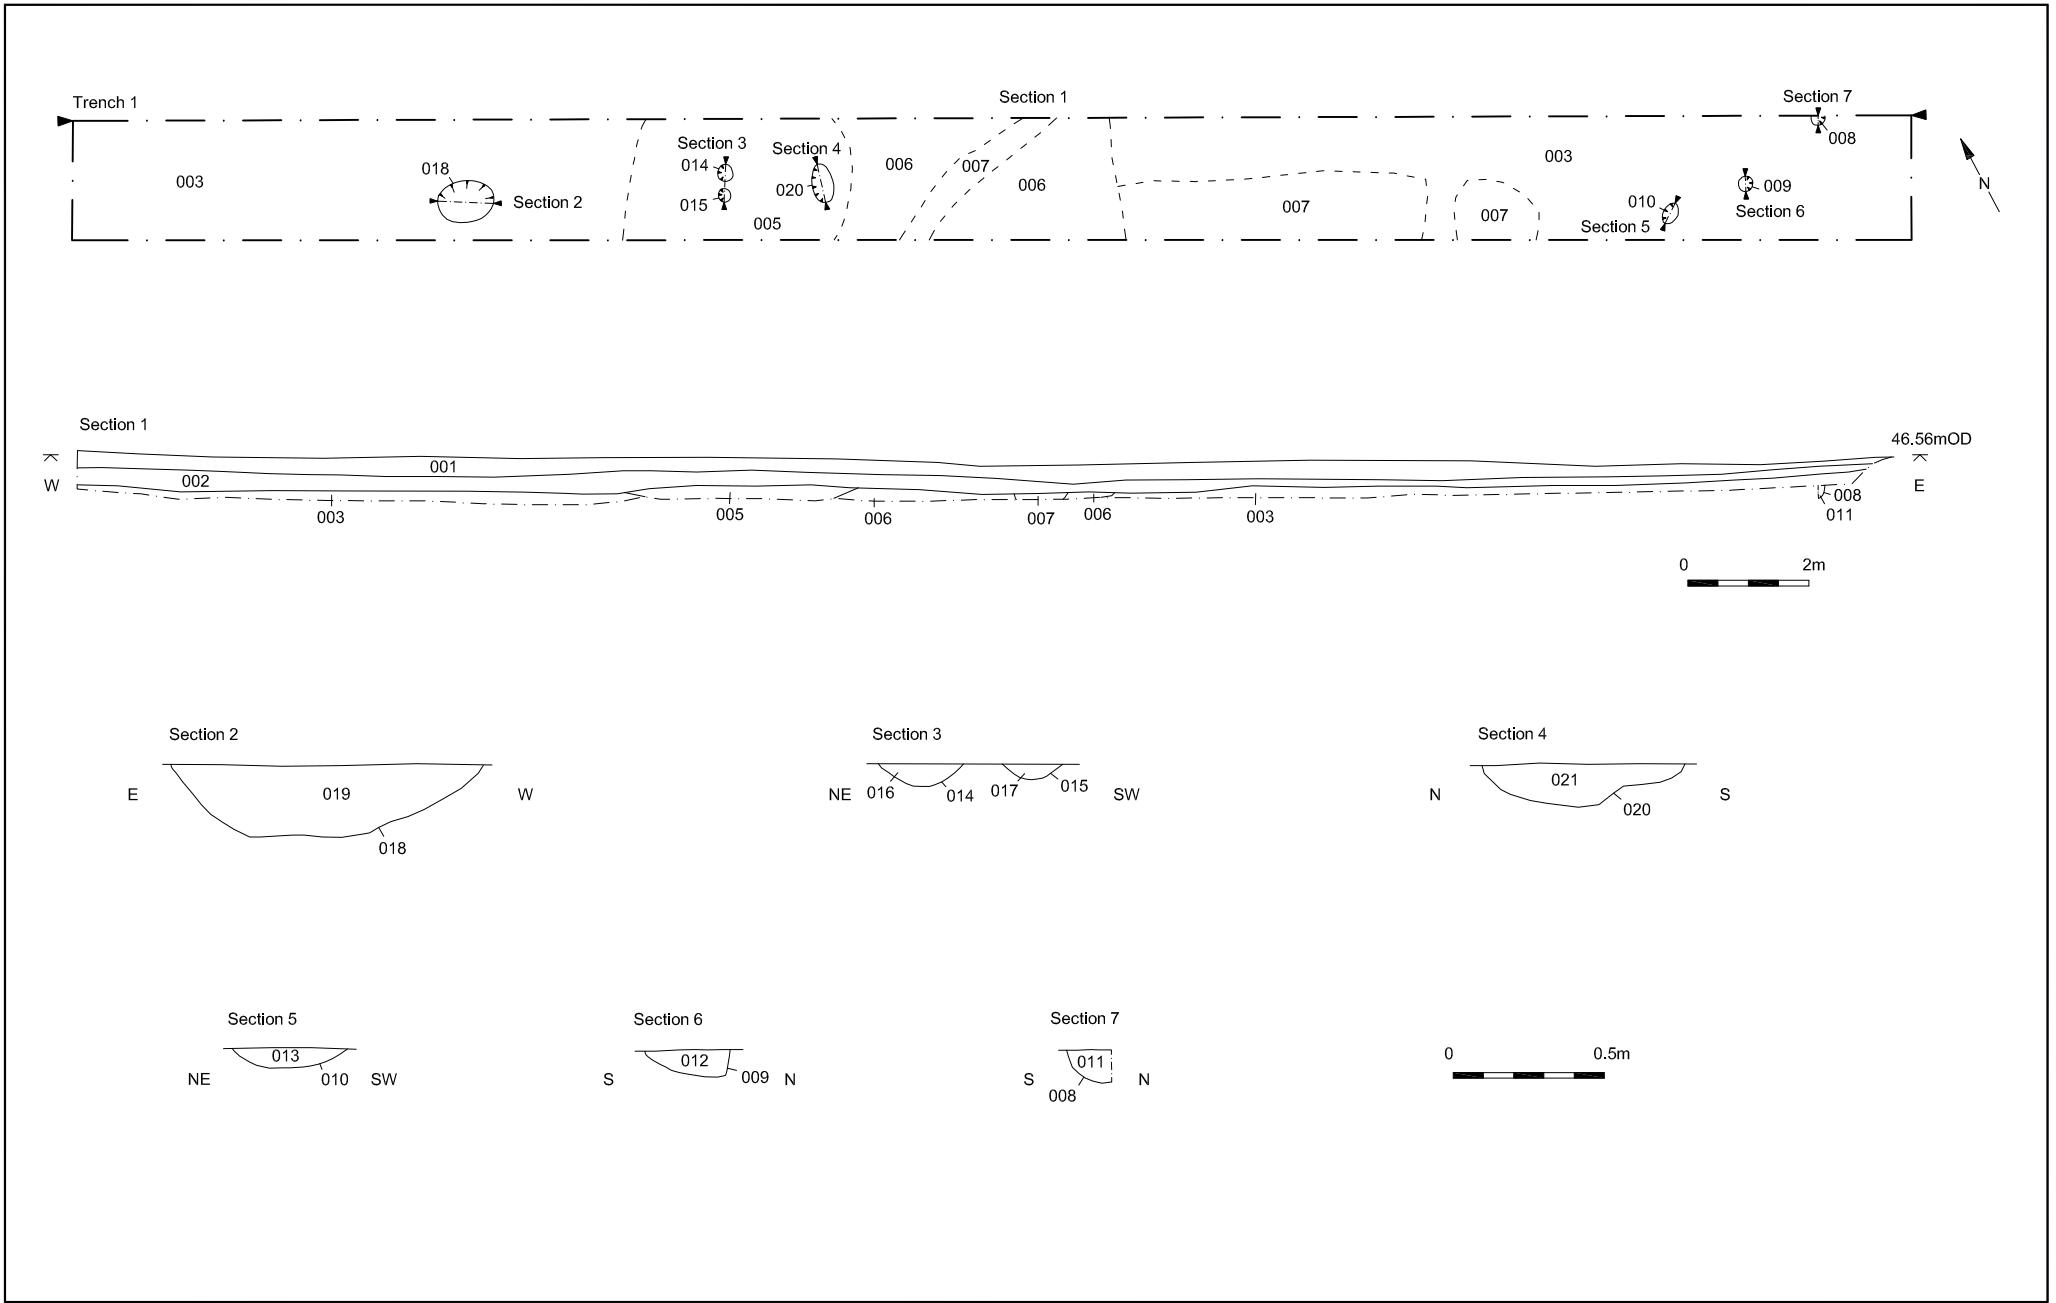 Trench 1
Section 1
Section 7
008
003
018
Section 2
Section 3
014
015
005
Section 4
020
006
007
006
007
007
003
010
Section 5
009
Section 6
N
Section 1
W
001
002
003
005
006
007
006
003
46.56mOD
E
008
011
0 2m
Section 2
E
019
W
018
Section 3
NE
016
014
017
015
SW
Section 4
N
021
020
S
Section 5
NE
013
010
SW
Section 6
S
012
009
N
Section 7
S
011
008
N
0 0.5m